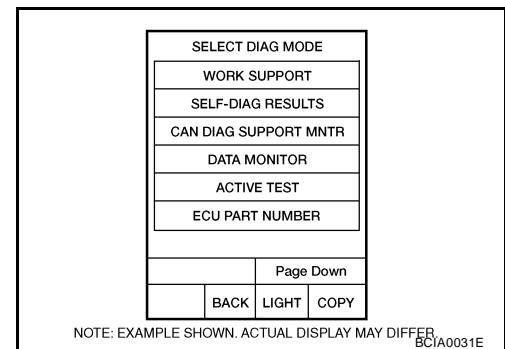 SELECT DIAG MODE
WORK SUPPORT
SELF-DIAG RESULTS
CAN DIAG SUPPORT MNTR
DATA MONITOR
ACTIVE TEST
ECU PART NUMBER
Page Down
BACK LIGHT COPY
NOTE: EXAMPLE SHOWN. ACTUAL DISPLAY MAY DIFFER.
BCIA0031E